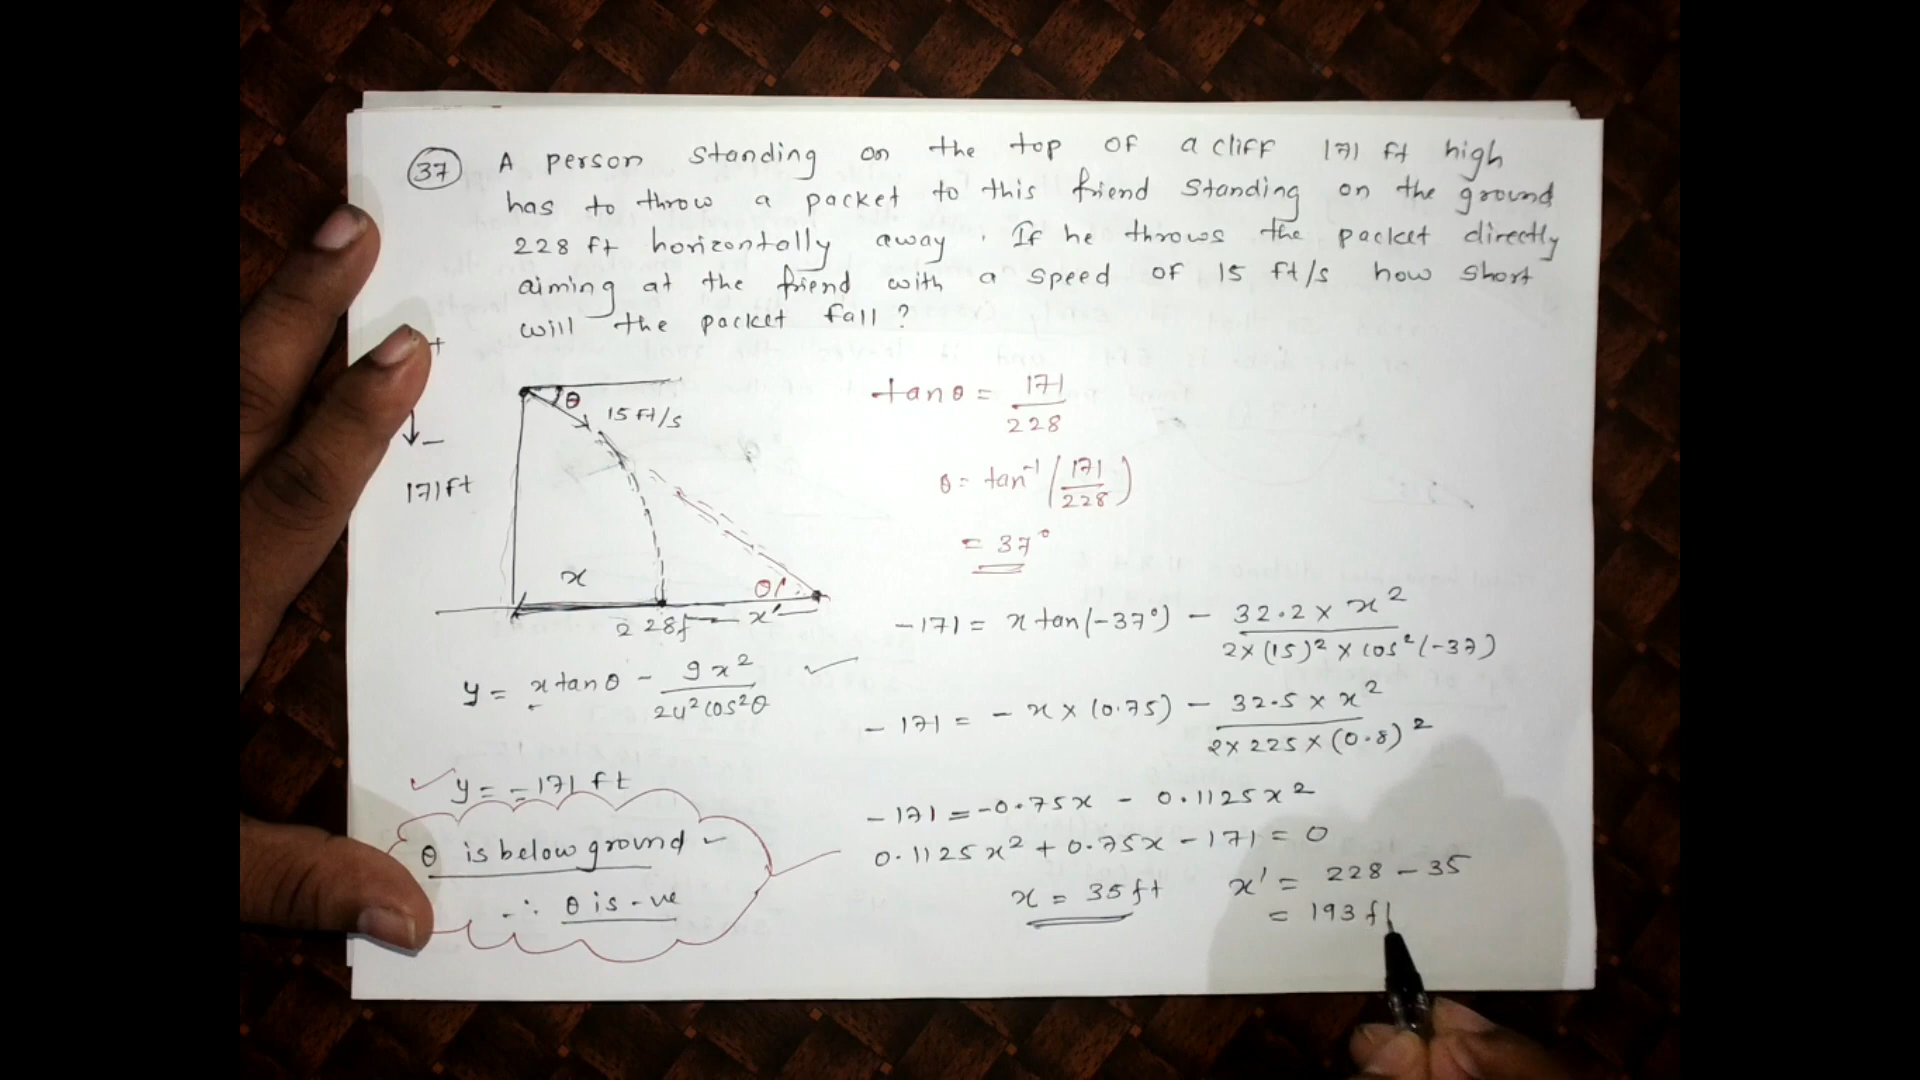 37 A person standing on the top of a cliff 171 ft high
has to throw a packet to this friend standing on the ground
228 ft horizontally away. If he throws the packet directly
aiming at the friend with a speed of 15 ft/s how short
will the packet fall?
+
θ
15 ft/s
−
171 ft
x
θ
x'
228f
y = x tan θ - g x² / 2u² cos² θ
y = -171 ft
θ is below ground
∴ θ is -ve
tan θ = 171 / 228
θ = tan⁻¹ (171 / 228)
= 37°
-171 = x tan(-37°) - 32.2 × x² / 2 × (15)² × cos² (-37)
-171 = - x × (0.75) - 32.5 × x² / 2 × 225 × (0.8)²
-171 = -0.75x - 0.1125x²
0.1125x² + 0.75x - 171 = 0
x = 35 ft
x' = 228 - 35
= 193 f